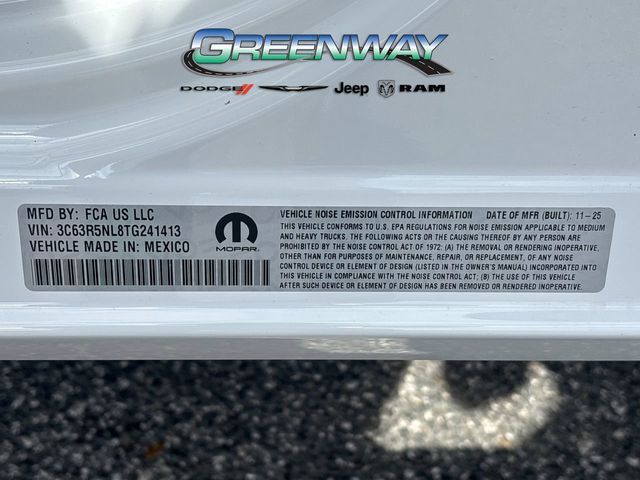 GREENWAY
DODGE Jeep RAM
MFD BY: FCA US LLC
VIN: 3C63R5NL8TG241413
VEHICLE MADE IN: MEXICO
MOPAR
VEHICLE NOISE EMISSION CONTROL INFORMATION DATE OF MFR (BUILT): 11-25
THIS VEHICLE CONFORMS TO U.S. EPA REGULATIONS FOR NOISE EMISSION APPLICABLE TO MEDIUM
AND HEAVY TRUCKS. THE FOLLOWING ACTS OR THE CAUSING THEREOF BY ANY PERSON ARE
PROHIBITED BY THE NOISE CONTROL ACT OF 1972: (A) THE REMOVAL OR RENDERING INOPERATIVE,
OTHER THAN FOR PURPOSES OF MAINTENANCE, REPAIR, OR REPLACEMENT, OF ANY NOISE
CONTROL DEVICE OR ELEMENT OF DESIGN (LISTED IN THE OWNER'S MANUAL) INCORPORATED INTO
THIS VEHICLE IN COMPLIANCE WITH THE NOISE CONTROL ACT; (B) THE USE OF THIS VEHICLE
AFTER SUCH DEVICE OR ELEMENT OF DESIGN HAS BEEN REMOVED OR RENDERED INOPERATIVE.